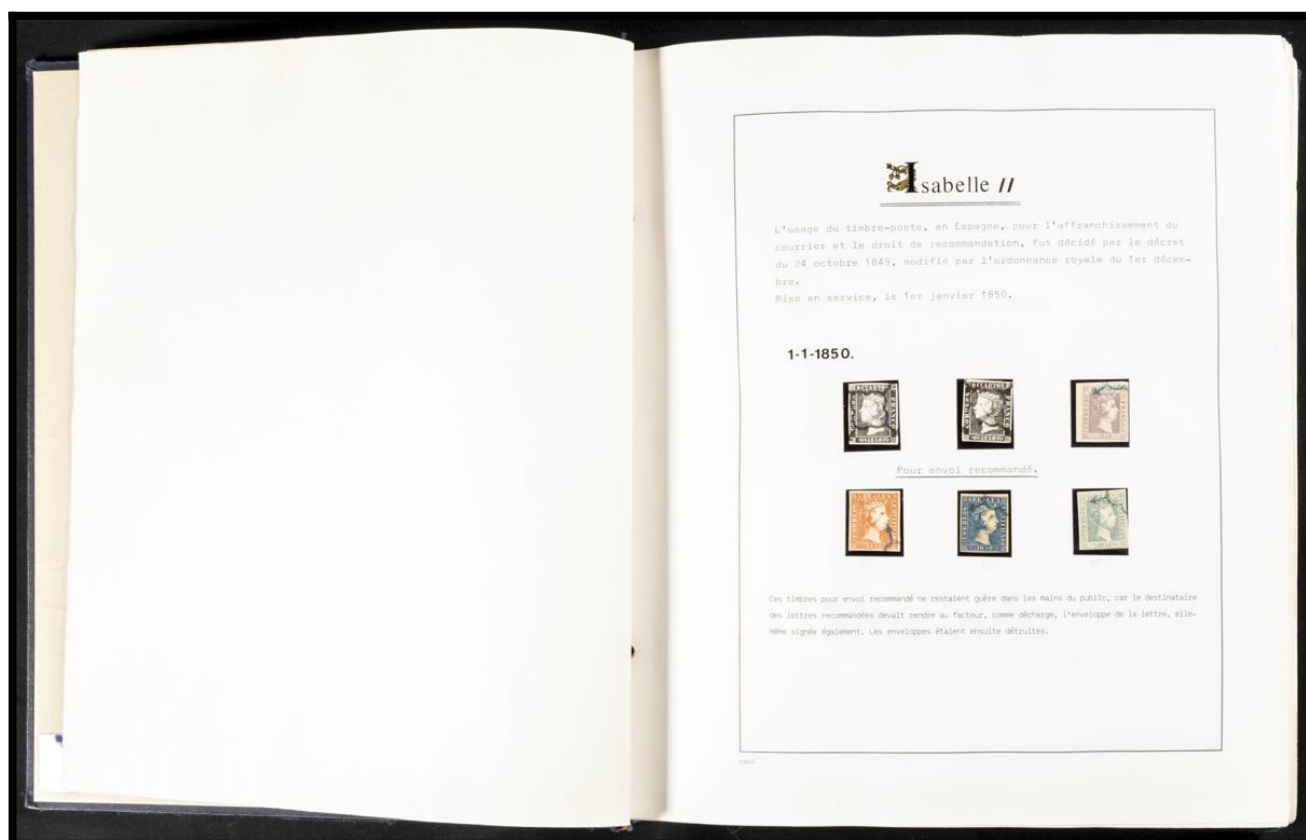 Isabelle II
L'usage du timbre-poste, en Espagne, pour l'affranchissement du
courrier et le droit de recommandation, fut décidé par le décret
du 24 octobre 1849, modifié par l'ordonnance royale du 1er décem-
bre.
Mise en service, le 1er janvier 1850.
1-1-1850.
Pour envoi recommandé.
Ces timbres pour envoi recommandé ne restaient guère dans les mains du public, car le destinataire
des lettres recommandées devait rendre au facteur, comme décharge, l'enveloppe de la lettre, elle-
même signée également. Les enveloppes étaient ensuite détruites.